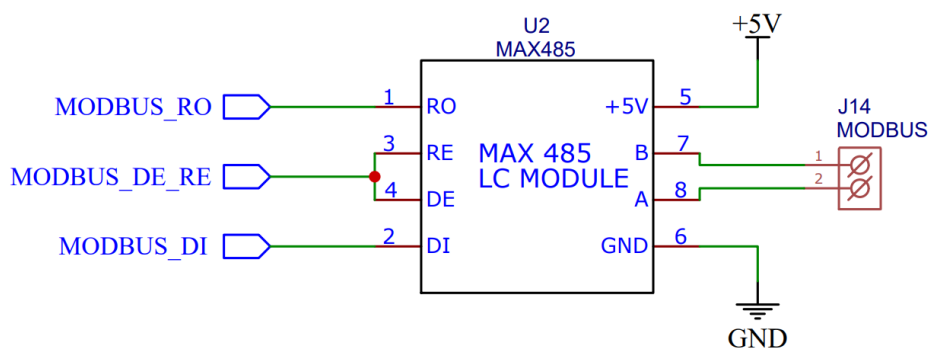 U2
MAX485
+5V
MODBUS_RO
1
RO
+5V
5
J14
MODBUS
3
RE
MAX 485
LC MODULE
B
7
1
2
MODBUS_DE_RE
4
DE
A
8
MODBUS_DI
2
DI
GND
6
GND